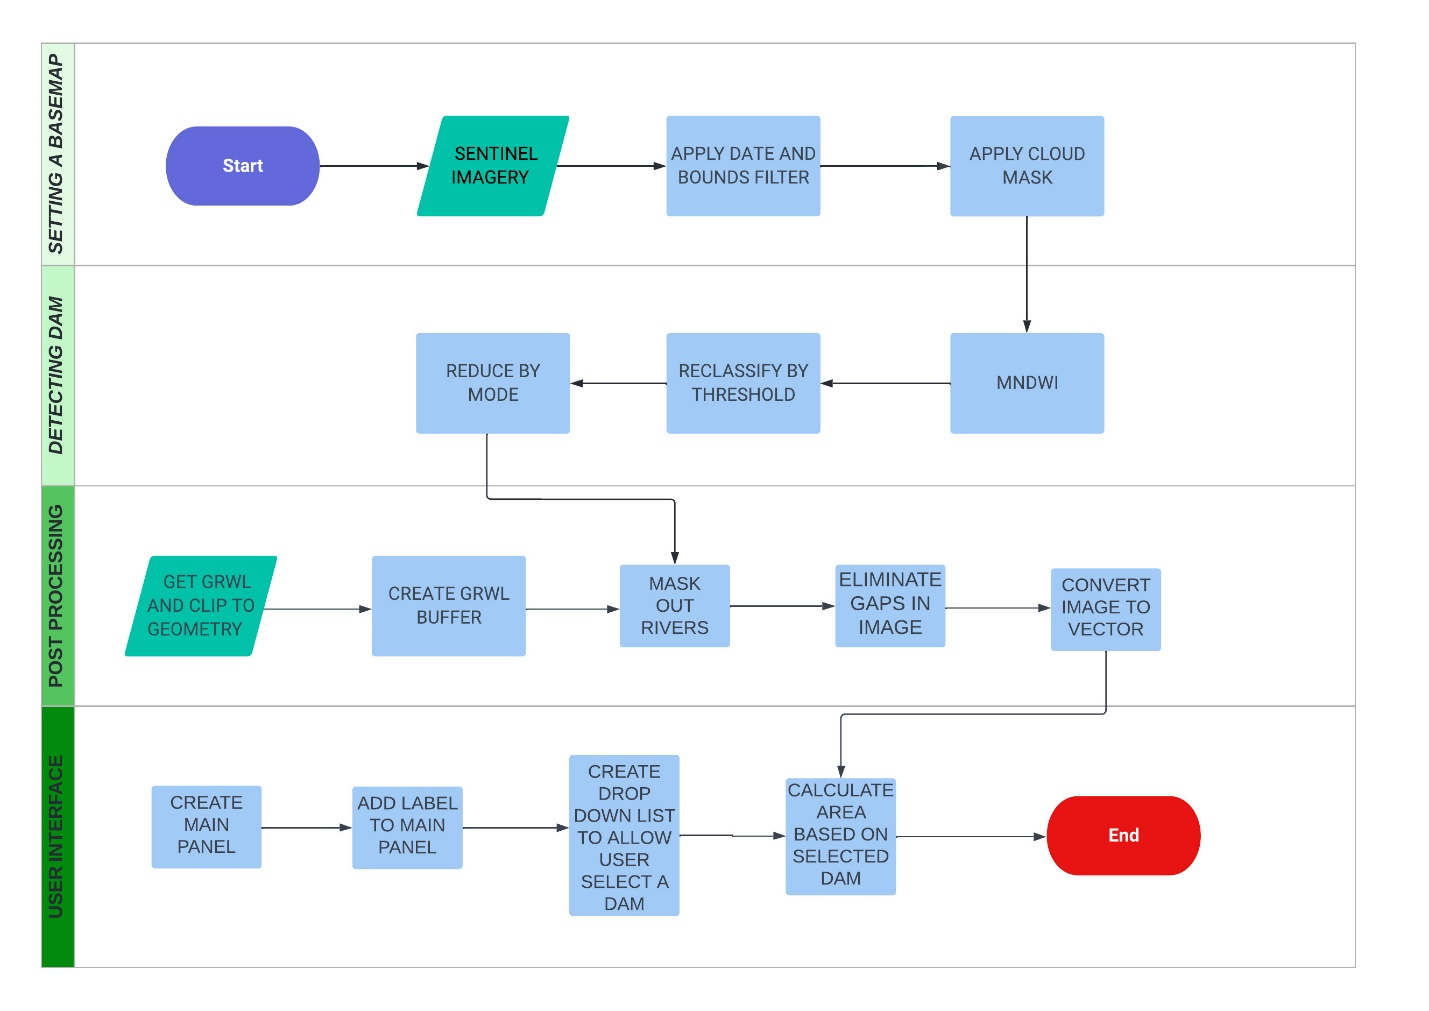 SETTING A BASEMAP
Start
SENTINEL
IMAGERY
APPLY DATE AND
BOUNDS FILTER
APPLY CLOUD
MASK
DETECTING DAM
REDUCE BY
MODE
RECLASSIFY BY
THRESHOLD
MNDWI
POST PROCESSING
GET GRWL
AND CLIP TO
GEOMETRY
CREATE GRWL
BUFFER
MASK
OUT
RIVERS
ELIMINATE
GAPS IN
IMAGE
CONVERT
IMAGE TO
VECTOR
USER INTERFACE
CREATE
MAIN
PANEL
ADD LABEL
TO MAIN
PANEL
CREATE
DROP
DOWN LIST
TO ALLOW
USER
SELECT A
DAM
CALCULATE
AREA
BASED ON
SELECTED
DAM
End